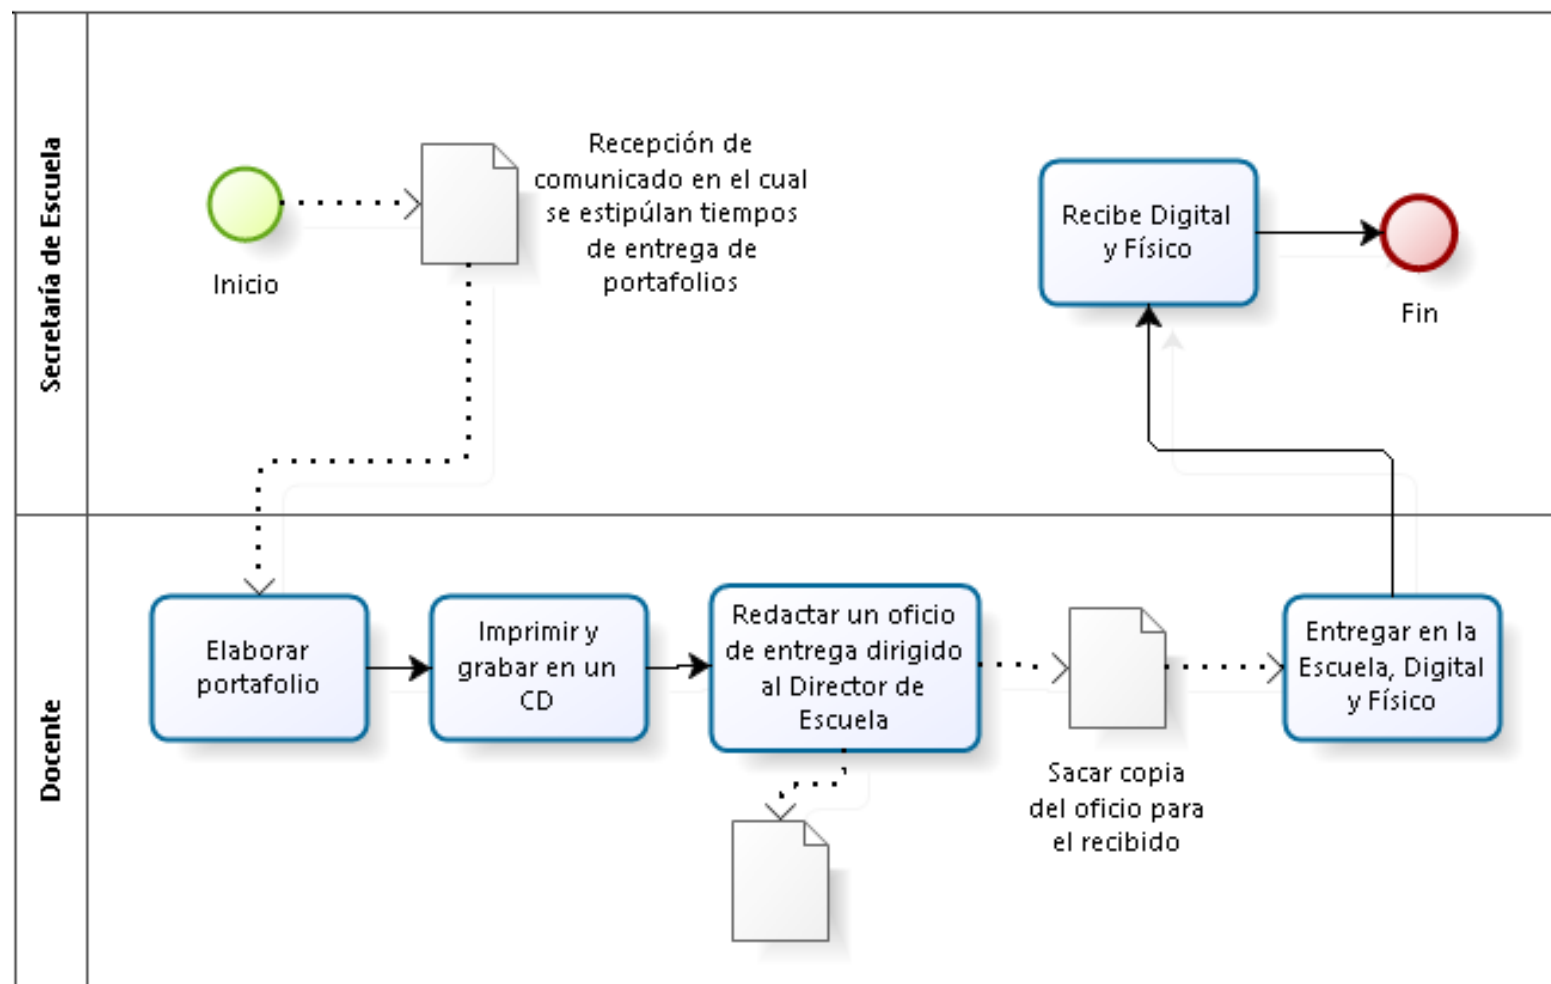 Secretaría de Escuela
Inicio
Recepción de
comunicado en el cual
se estipúlan tiempos
de entrega de
portafolios
Recibe Digital
y Físico
Fin
Docente
Elaborar
portafolio
Imprimir y
grabar en un
CD
Redactar un oficio
de entrega dirigido
al Director de
Escuela
Sacar copia
del oficio para
el recibido
Entregar en la
Escuela, Digital
y Físico